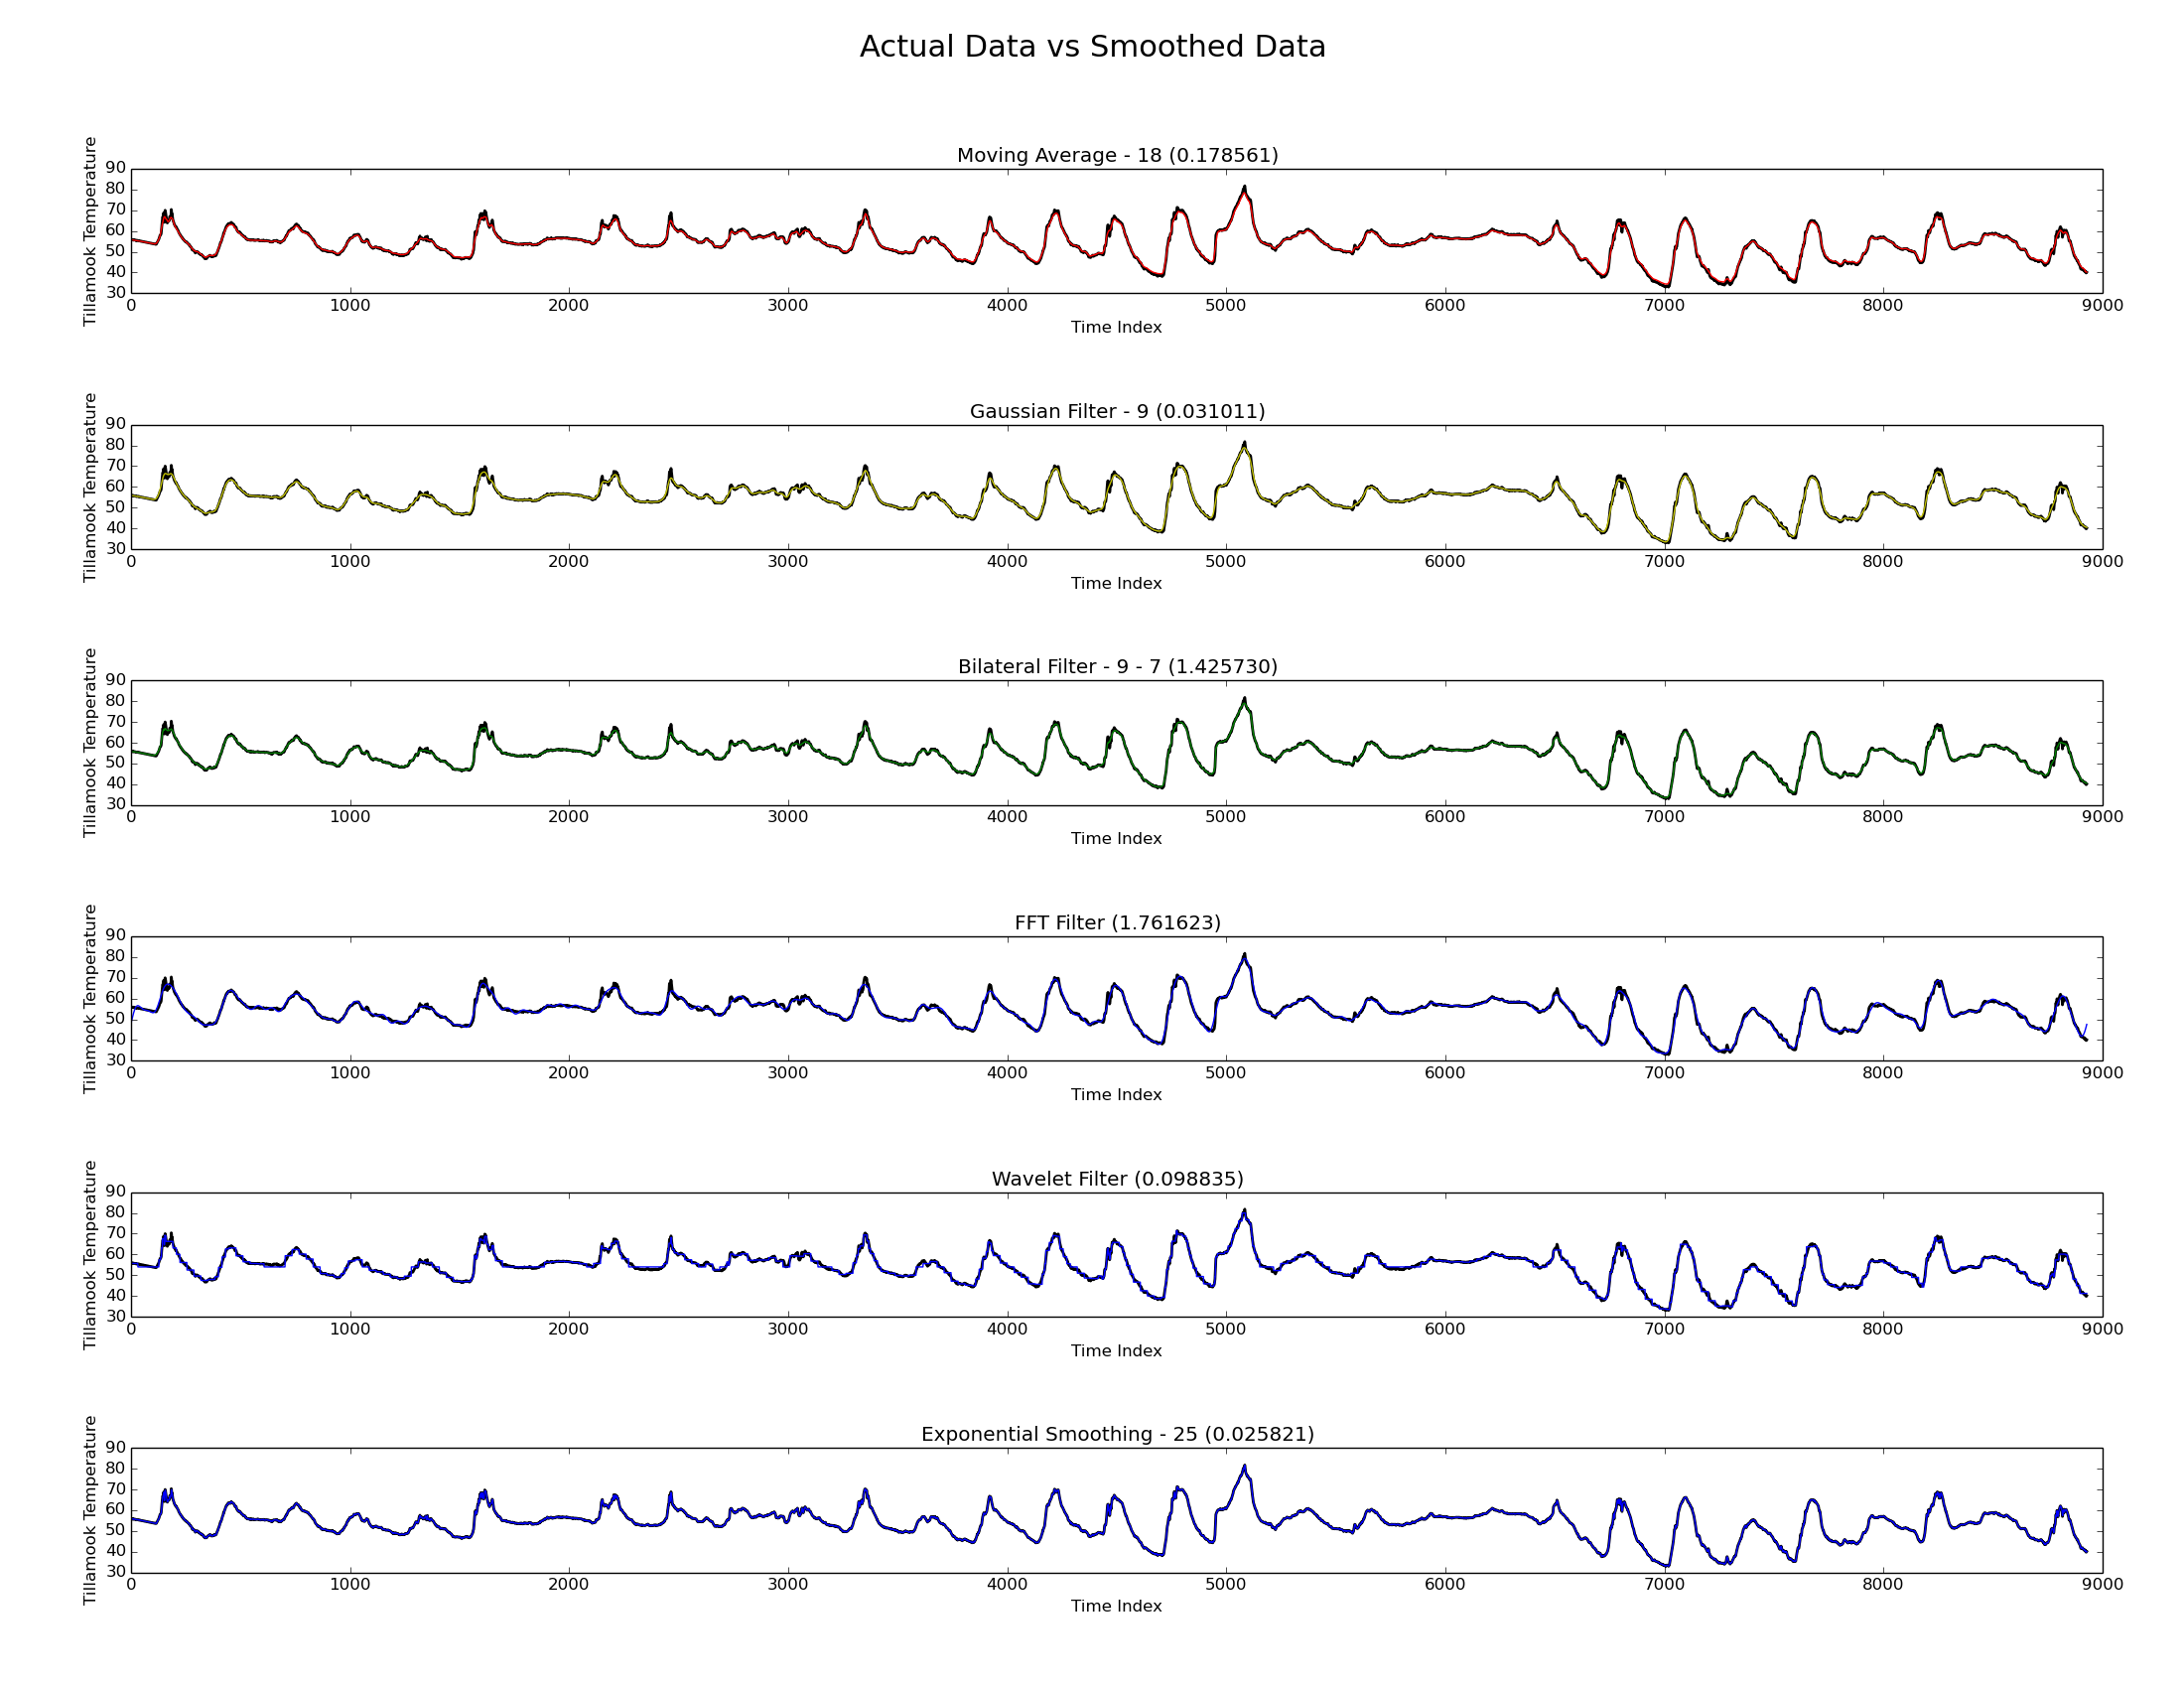 Actual Data vs Smoothed Data
Moving Average - 18 (0.178561)
Tillamook Temperature
90
80
70
60
50
40
30
0 1000 2000 3000 4000 5000 6000 7000 8000 9000
Time Index
Gaussian Filter - 9 (0.031011)
Tillamook Temperature
90
80
70
60
50
40
30
0 1000 2000 3000 4000 5000 6000 7000 8000 9000
Time Index
Bilateral Filter - 9 - 7 (1.425730)
Tillamook Temperature
90
80
70
60
50
40
30
0 1000 2000 3000 4000 5000 6000 7000 8000 9000
Time Index
FFT Filter (1.761623)
Tillamook Temperature
90
80
70
60
50
40
30
0 1000 2000 3000 4000 5000 6000 7000 8000 9000
Time Index
Wavelet Filter (0.098835)
Tillamook Temperature
90
80
70
60
50
40
30
0 1000 2000 3000 4000 5000 6000 7000 8000 9000
Time Index
Exponential Smoothing - 25 (0.025821)
Tillamook Temperature
90
80
70
60
50
40
30
0 1000 2000 3000 4000 5000 6000 7000 8000 9000
Time Index